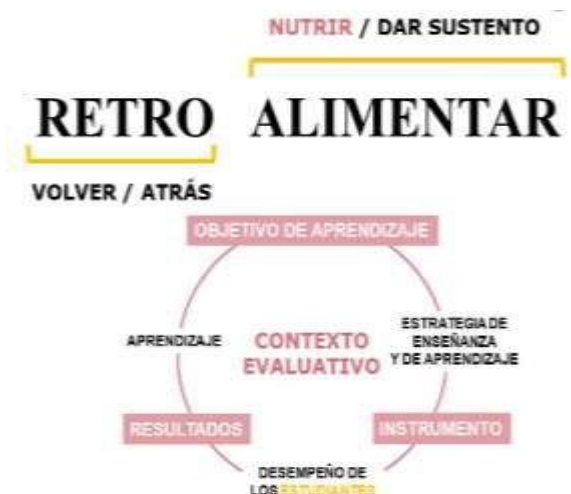 NUTRIR / DAR SUSTENTO
RETRO ALIMENTAR
VOLVER / ATRÁS
OBJETIVO DE APRENDIZAJE
ESTRATEGIA DE
ENSEÑANZA
Y DE APRENDIZAJE
APRENDIZAJE
CONTEXTO
EVALUATIVO
RESULTADOS
INSTRUMENTO
DESEMPEÑO DE
LOS ESTUDIANTES